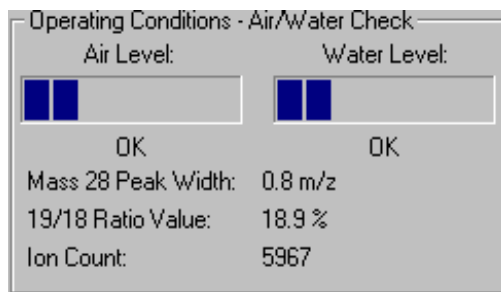 Operating Conditions - Air/Water Check
Air Level: Water Level:
OK OK
Mass 28 Peak Width: 0.8 m/z
19/18 Ratio Value: 18.9 %
Ion Count: 5967